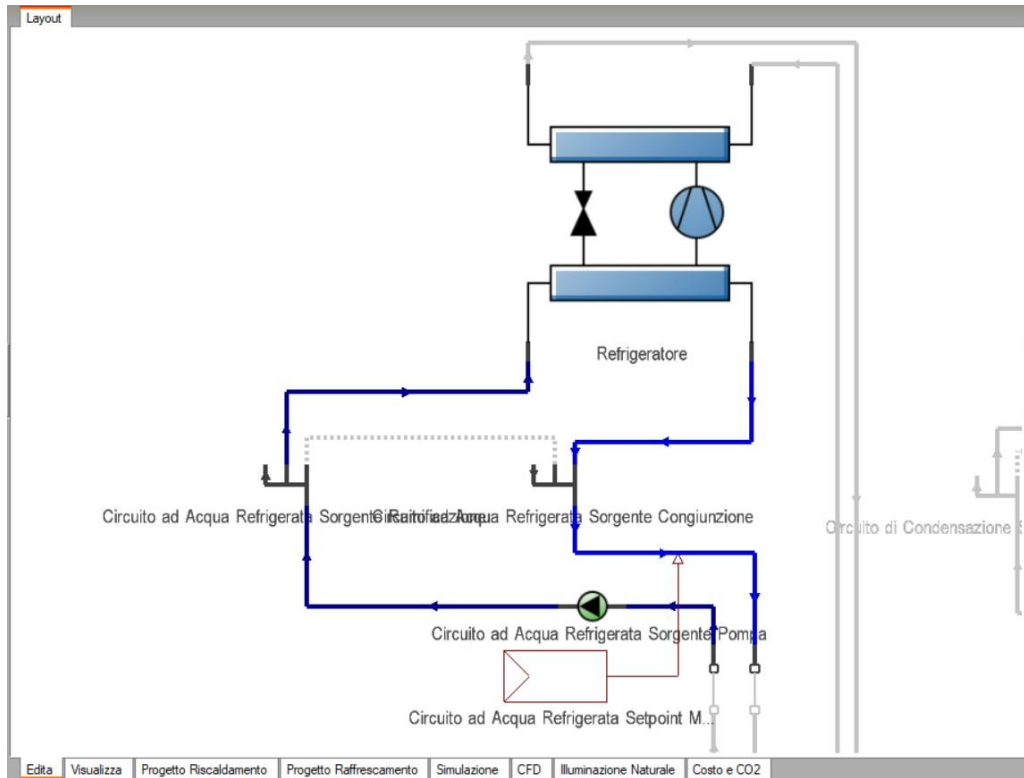 Layout
Refrigeratore
Circuito ad Acqua Refrigerata Sorgente Ramificazione
Circuito ad Acqua Refrigerata Sorgente Congiunzione
Circuito di Condensazione
Circuito ad Acqua Refrigerata Sorgente Pompa
Circuito ad Acqua Refrigerata Setpoint M...
Edita Visualizza Progetto Riscaldamento Progetto Raffrescamento Simulazione CFD Illuminazione Naturale Costo e CO2